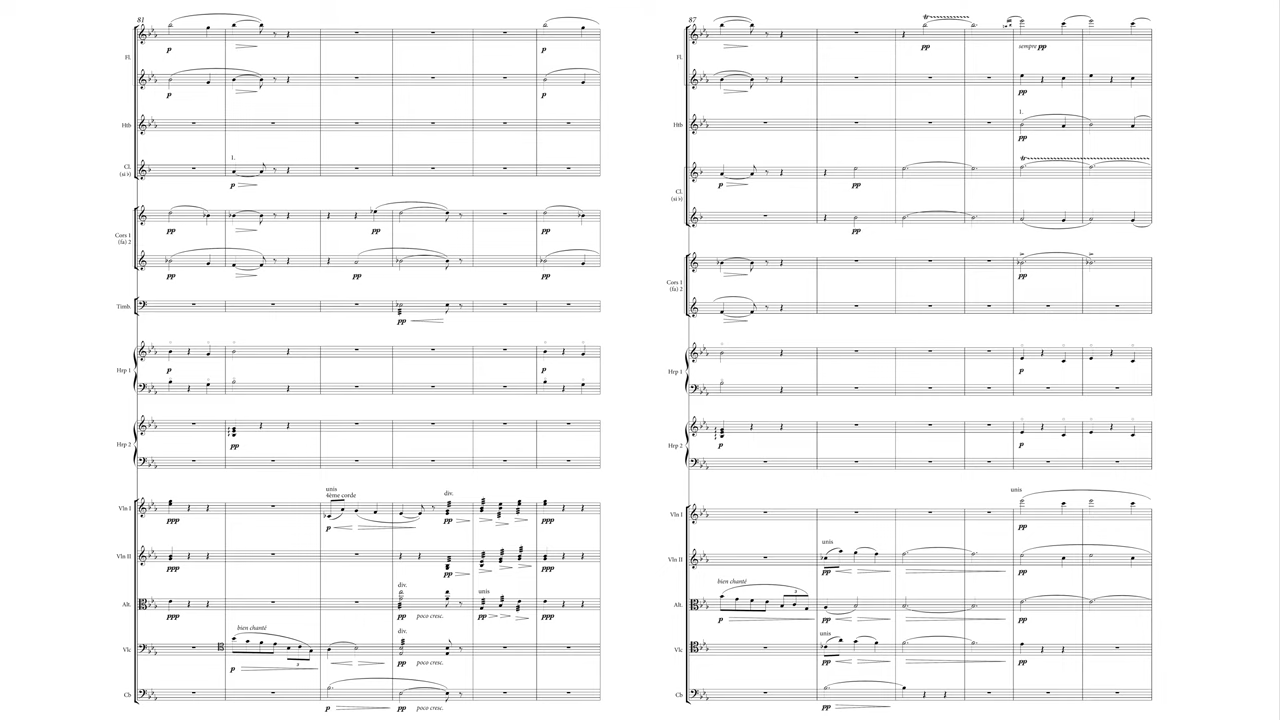 81
Fl.
p
p
p
p
Htb
Cl.
(si♭)
1.
p
Cors 1
(fa) 2
pp
pp
pp
pp
pp
pp
Timb.
pp
Hrp 1
p
p
Hrp 2
pp
unis
4ème corde
div.
Vln I
ppp
p
pp
pp
ppp
Vln II
ppp
pp
pp
ppp
div.
unis
Alt.
ppp
pp
poco cresc.
pp
pp
ppp
bien chanté
div.
Vlc
3
p
pp
poco cresc.
Cb
p
pp
poco cresc.
87
Fl.
pp
sempre pp
pp
Htb
1.
pp
Cl.
(si♭)
p
pp
pp
Cors 1
(fa) 2
pp
Hrp 1
p
Hrp 2
p
p
unis
Vln I
pp
unis
Vln II
pp
pp
bien chanté
3
Alt.
p
pp
pp
unis
Vlc
pp
pp
Cb
pp